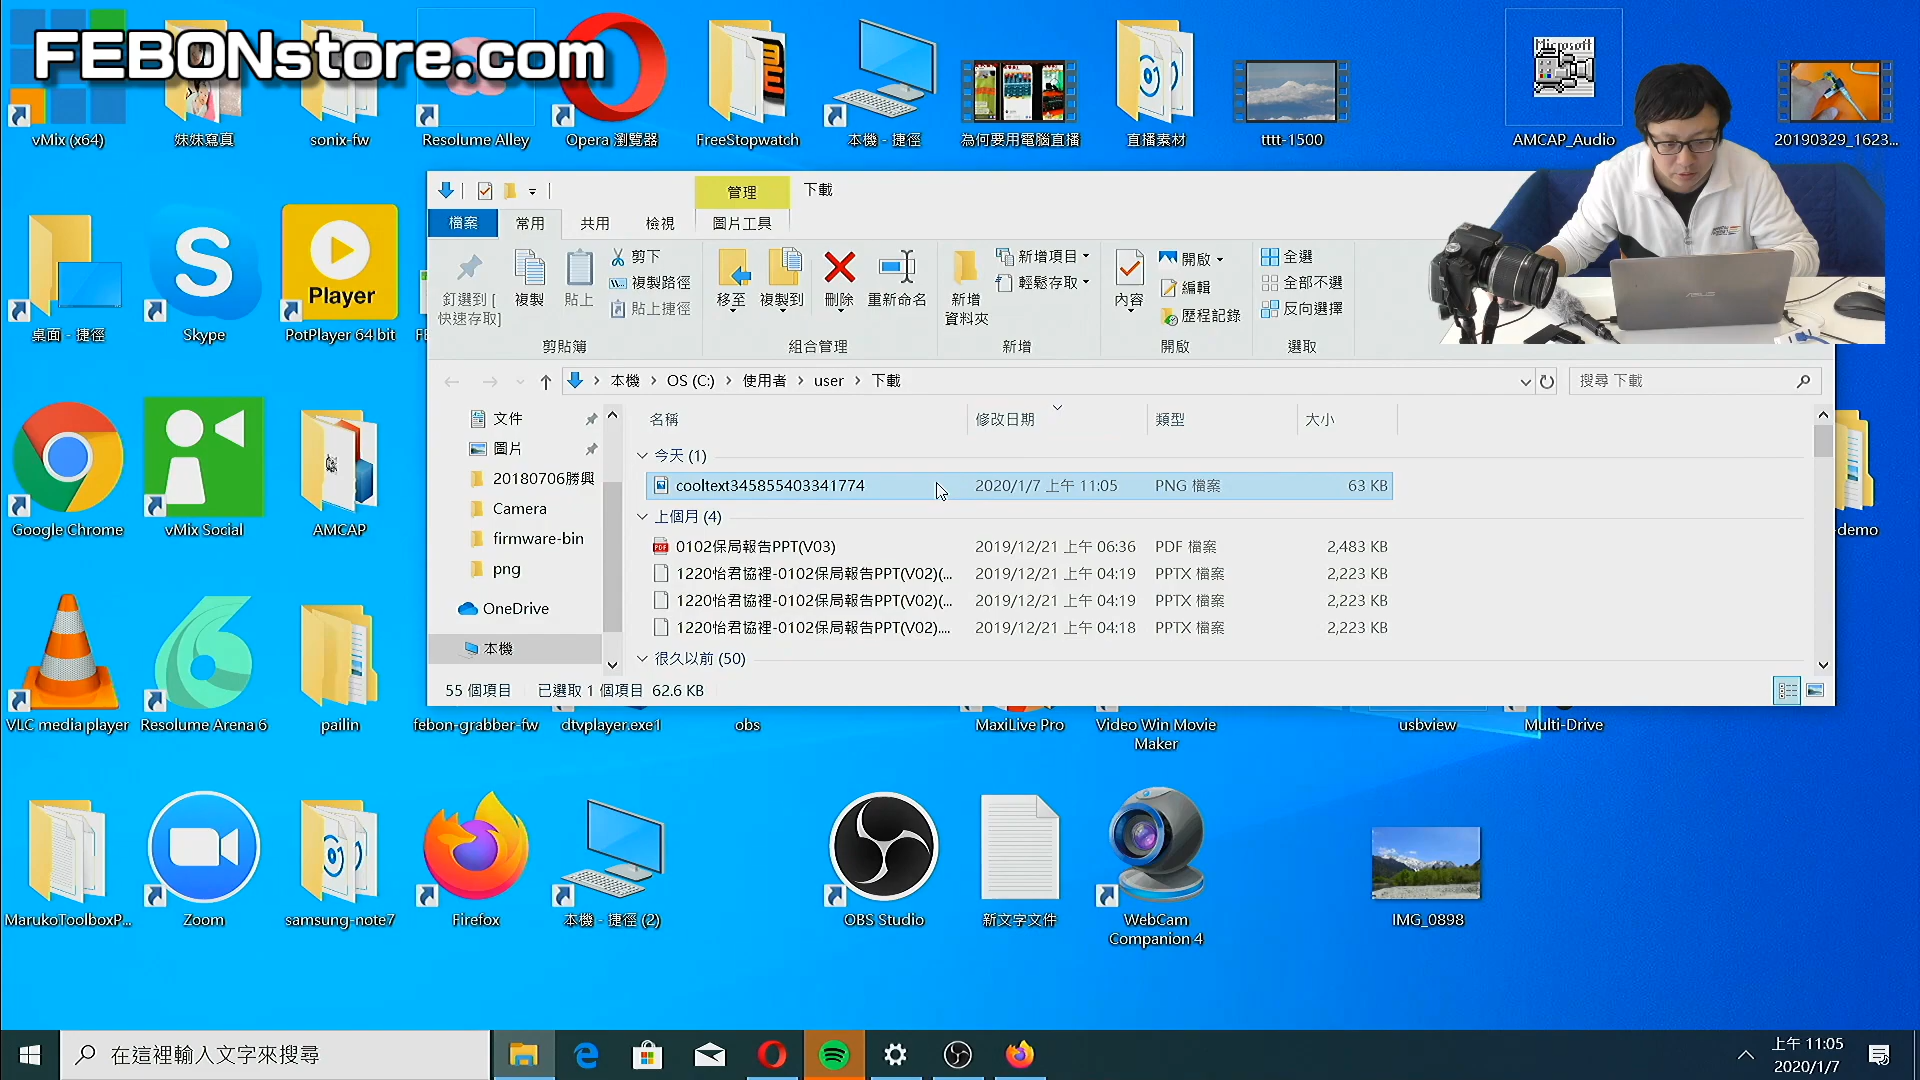 FEBONstore.com
vMix (x64)
妹妹寫真
sonix-fw
Resolume Alley
Opera 瀏覽器
FreeStopwatch
本機 - 捷徑
為何要用電腦直播
直播素材
tttt-1500
Microsoft
AMCAP_Audio
20190329_1623...
管理
下載
檔案
常用
共用
檢視
圖片工具
釘選到 [
快速存取]
複製
貼上
剪下
複製路徑
貼上捷徑
剪貼簿
移至
複製到
刪除
重新命名
組合管理
新增
資料夾
新增項目
輕鬆存取
新增
內容
開啟
編輯
歷程記錄
開啟
全選
全部不選
反向選擇
選取
本機
OS (C:)
使用者
user
下載
搜尋 下載
文件
圖片
20180706勝興
Camera
firmware-bin
png
OneDrive
本機
名稱
修改日期
類型
大小
今天 (1)
cooltext345855403341774 2020/1/7 上午 11:05 PNG 檔案 63 KB
上個月 (4)
0102保局報告PPT(V03) 2019/12/21 上午 06:36 PDF 檔案 2,483 KB
1220怡君協裡-0102保局報告PPT(V02)(... 2019/12/21 上午 04:19 PPTX 檔案 2,223 KB
1220怡君協裡-0102保局報告PPT(V02)(... 2019/12/21 上午 04:19 PPTX 檔案 2,223 KB
1220怡君協裡-0102保局報告PPT(V02).... 2019/12/21 上午 04:18 PPTX 檔案 2,223 KB
很久以前 (50)
55 個項目 已選取 1 個項目 62.6 KB
桌面 - 捷徑
Skype
Player
PotPlayer 64 bit
Google Chrome
vMix Social
AMCAP
-demo
VLC media player
Resolume Arena 6
pailin
febon-grabber-fw
dtvplayer.exe1
obs
MaxiLive Pro
Video Win Movie
Maker
usbview
Multi-Drive
MarukoToolboxP...
Zoom
samsung-note7
Firefox
本機 - 捷徑 (2)
OBS Studio
新文字文件
WebCam
Companion 4
IMG_0898
在這裡輸入文字來搜尋
上午 11:05
2020/1/7